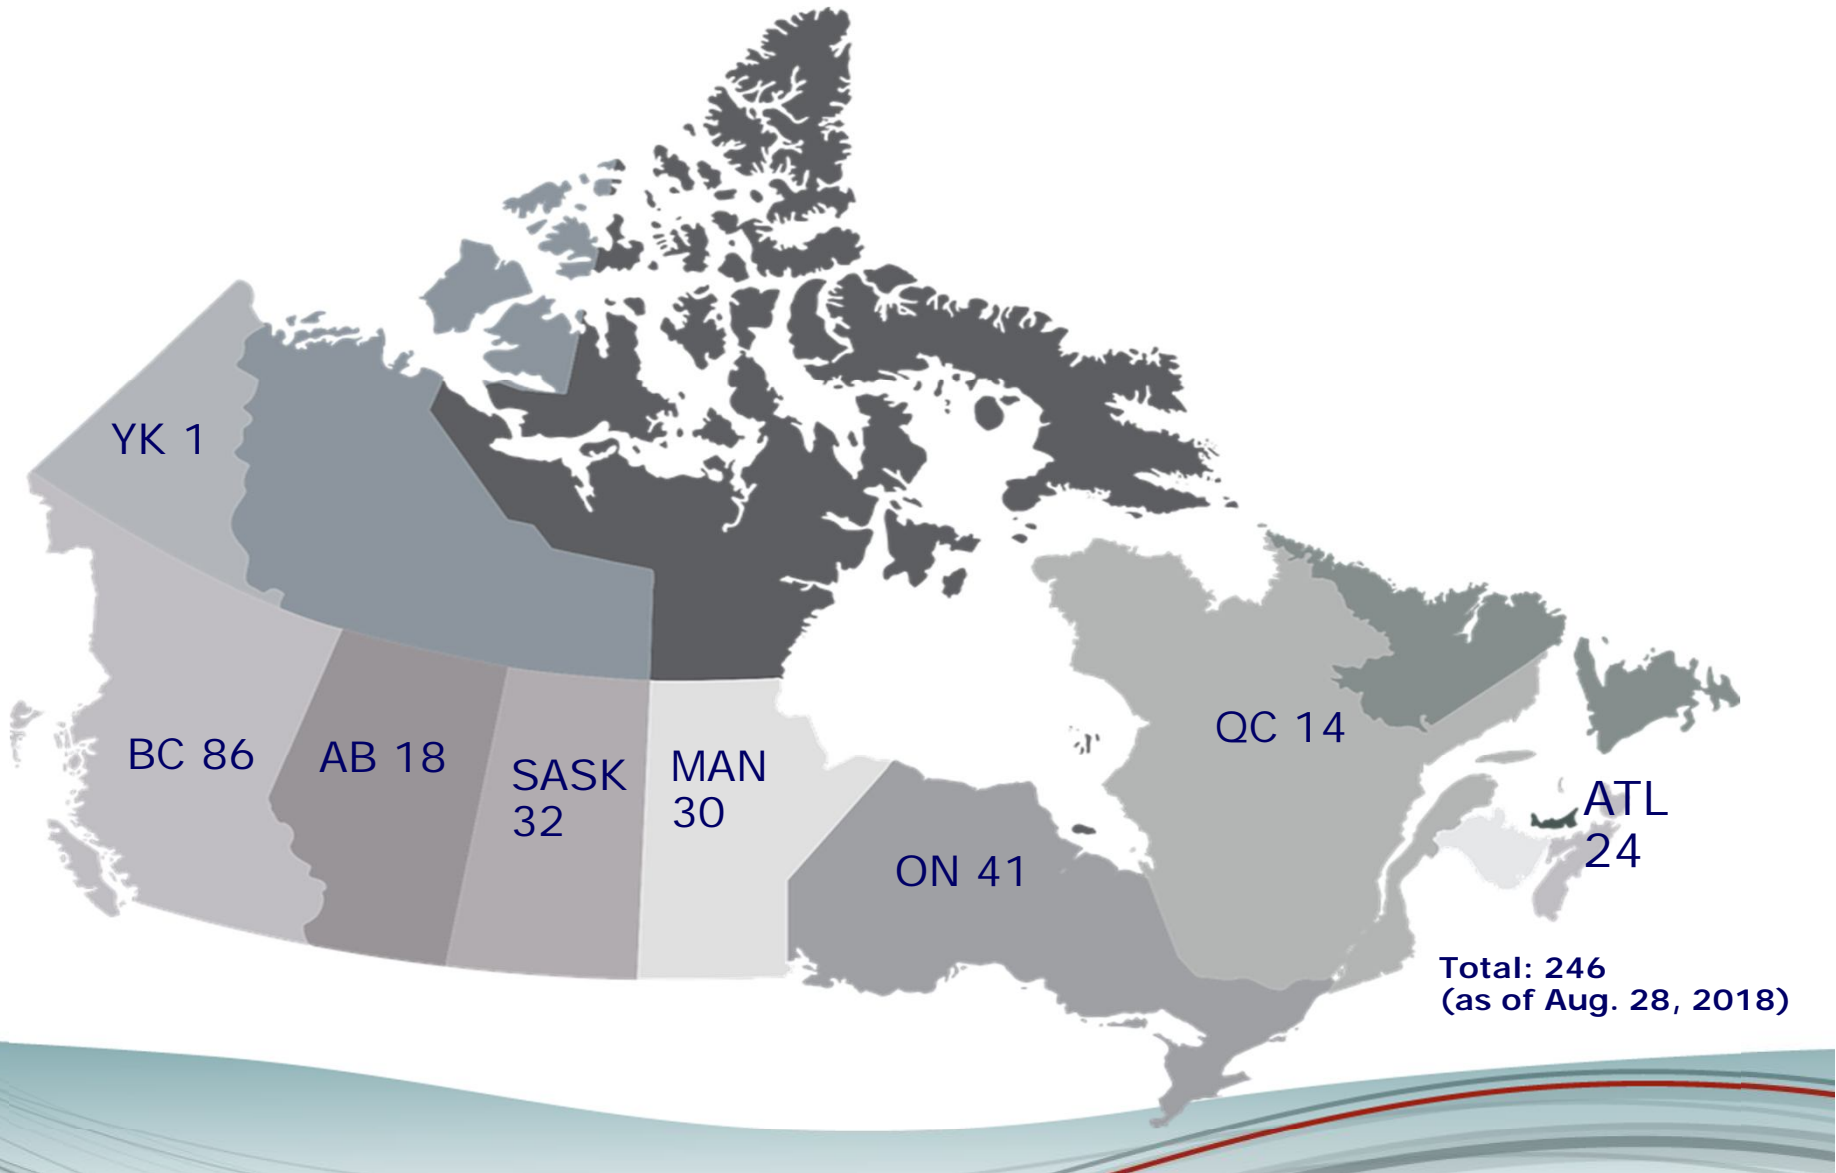 YK 1
BC 86
AB 18
SASK
32
MAN
30
ON 41
QC 14
ATL
24
Total: 246
(as of Aug. 28, 2018)